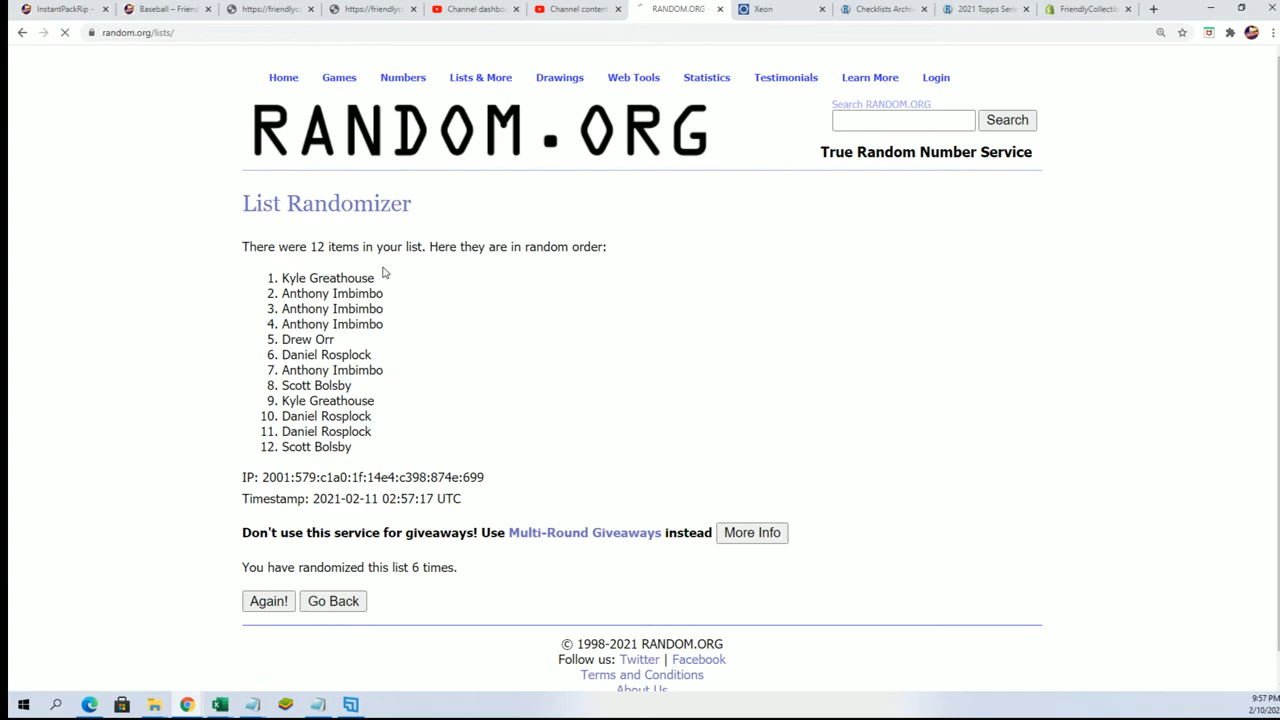 InstantPackRip –
Baseball – Friend
https://friendlyc
https://friendlyc
Channel dashbo
Channel content
RANDOM.ORG -
Xeon
Checklists Archi
2021 Topps Serie
FriendlyCollectib
random.org/lists/
Home Games Numbers Lists & More Drawings Web Tools Statistics Testimonials Learn More Login
RANDOM.ORG
Search RANDOM.ORG
Search
True Random Number Service
List Randomizer
There were 12 items in your list. Here they are in random order:
1. Kyle Greathouse
2. Anthony Imbimbo
3. Anthony Imbimbo
4. Anthony Imbimbo
5. Drew Orr
6. Daniel Rosplock
7. Anthony Imbimbo
8. Scott Bolsby
9. Kyle Greathouse
10. Daniel Rosplock
11. Daniel Rosplock
12. Scott Bolsby
IP: 2001:579:c1a0:1f:14e4:c398:874e:699
Timestamp: 2021-02-11 02:57:17 UTC
Don't use this service for giveaways! Use Multi-Round Giveaways instead More Info
You have randomized this list 6 times.
Again! Go Back
© 1998-2021 RANDOM.ORG
Follow us: Twitter | Facebook
Terms and Conditions
About Us
9:57 PM
2/10/202